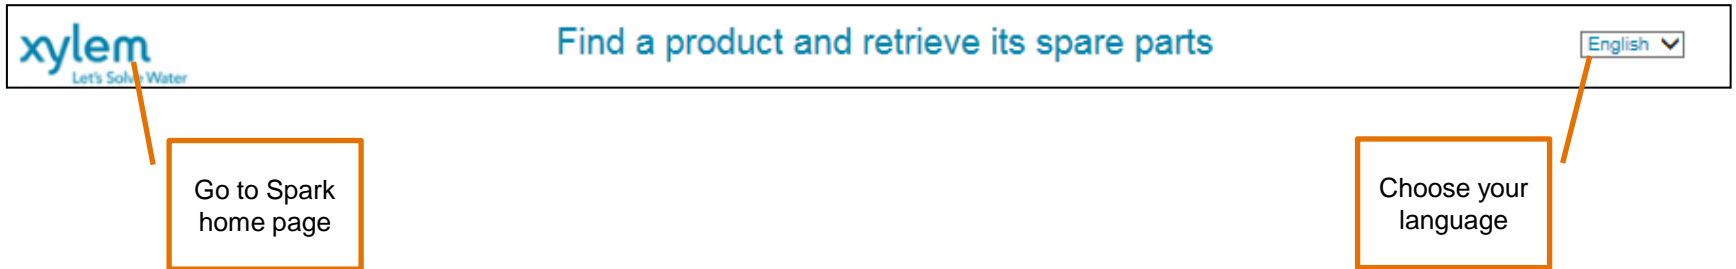 xylem
Let's Solve Water
Find a product and retrieve its spare parts
English
Go to Spark
home page
Choose your
language